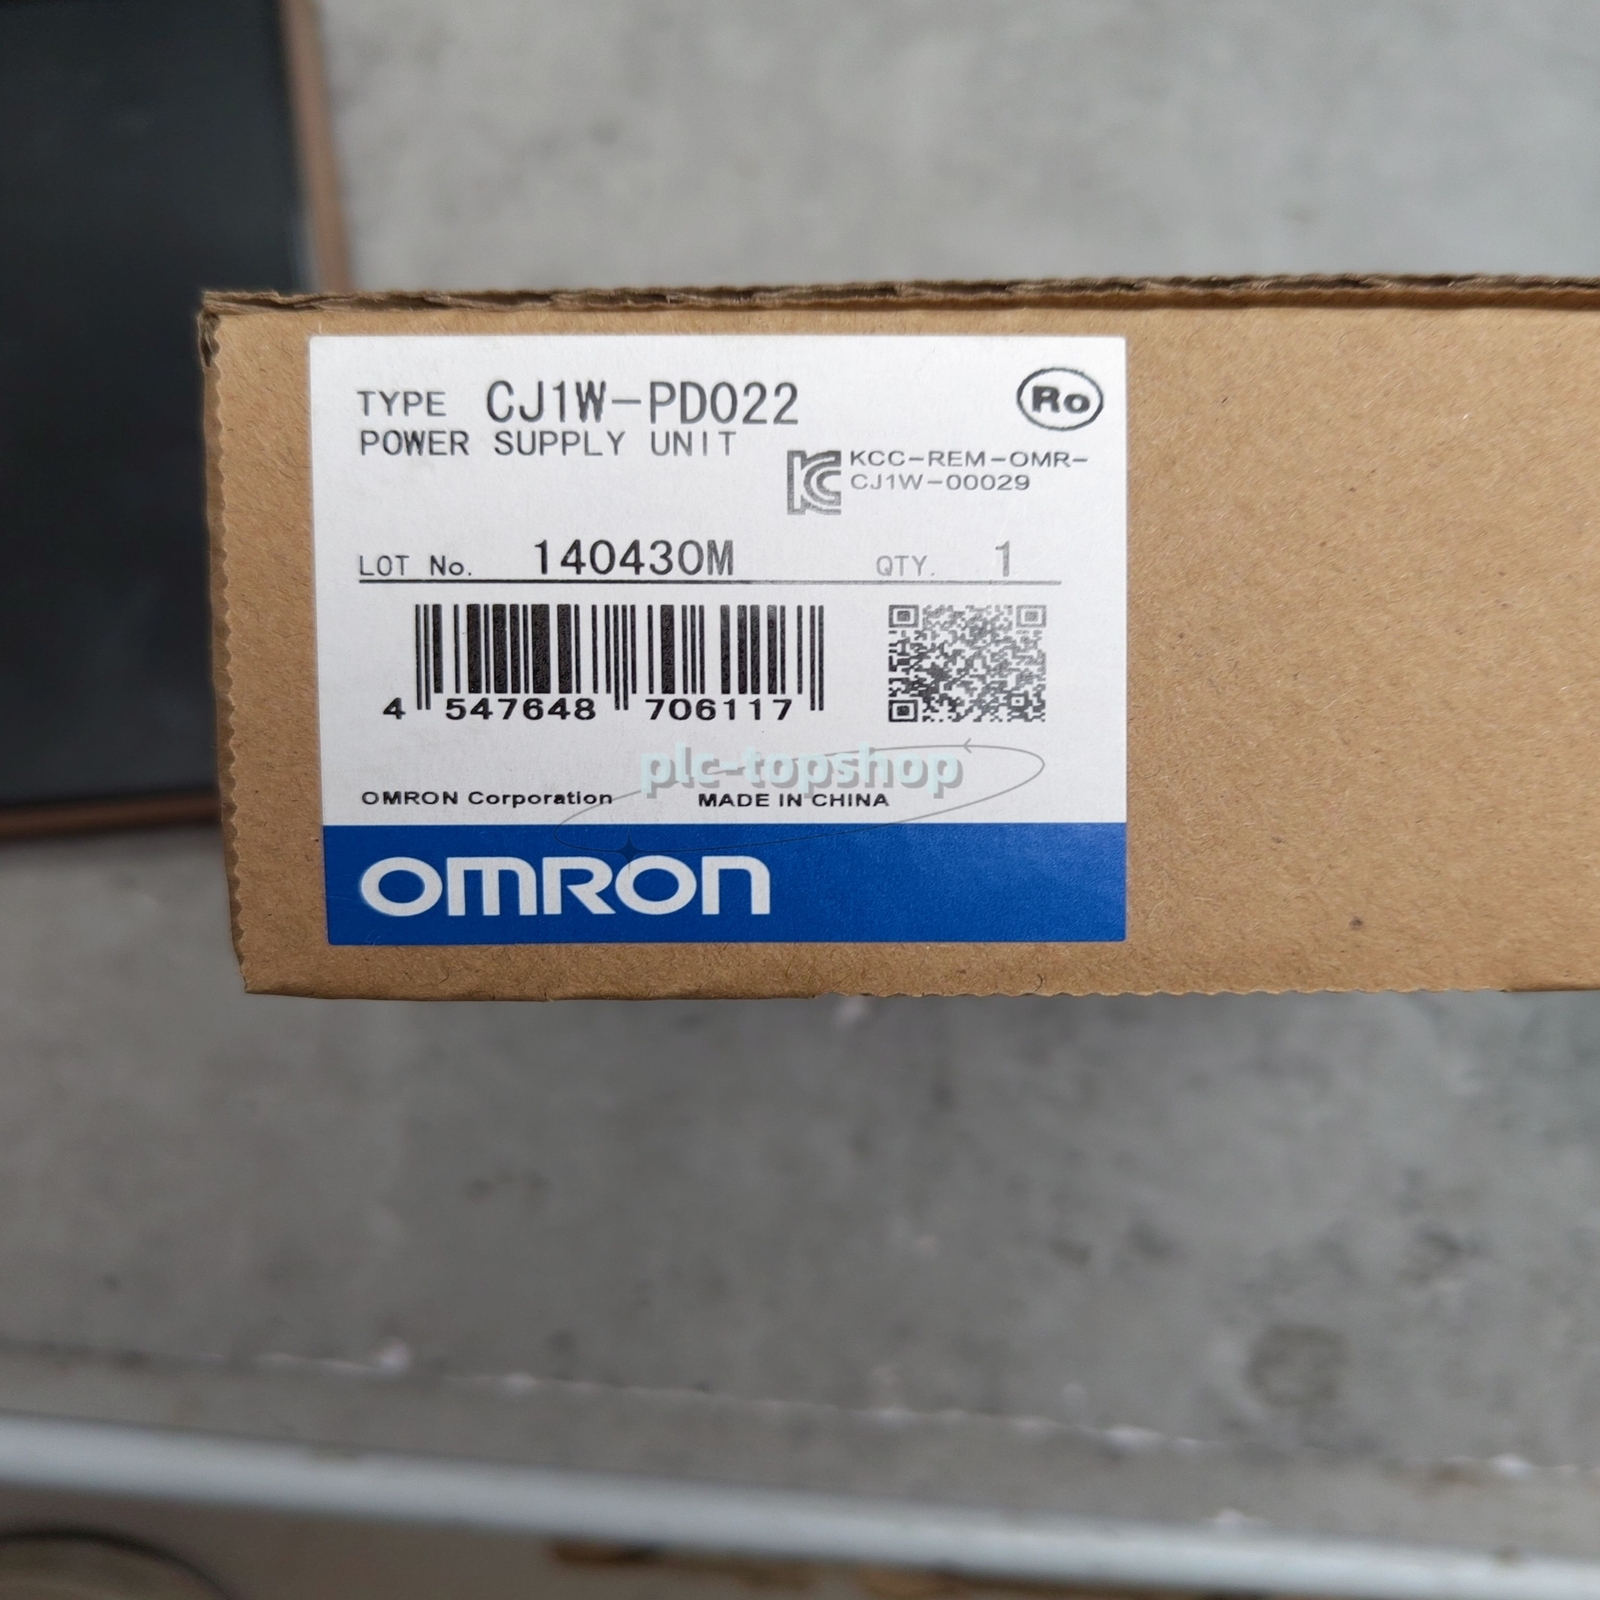 TYPE CJ1W-PD022
Ro
POWER SUPPLY UNIT
KCC-REM-OMR-
CJ1W-00029
LOT No. 140430M QTY. 1
4 547648 706117
plc-topshop
OMRON Corporation MADE IN CHINA
OMRON